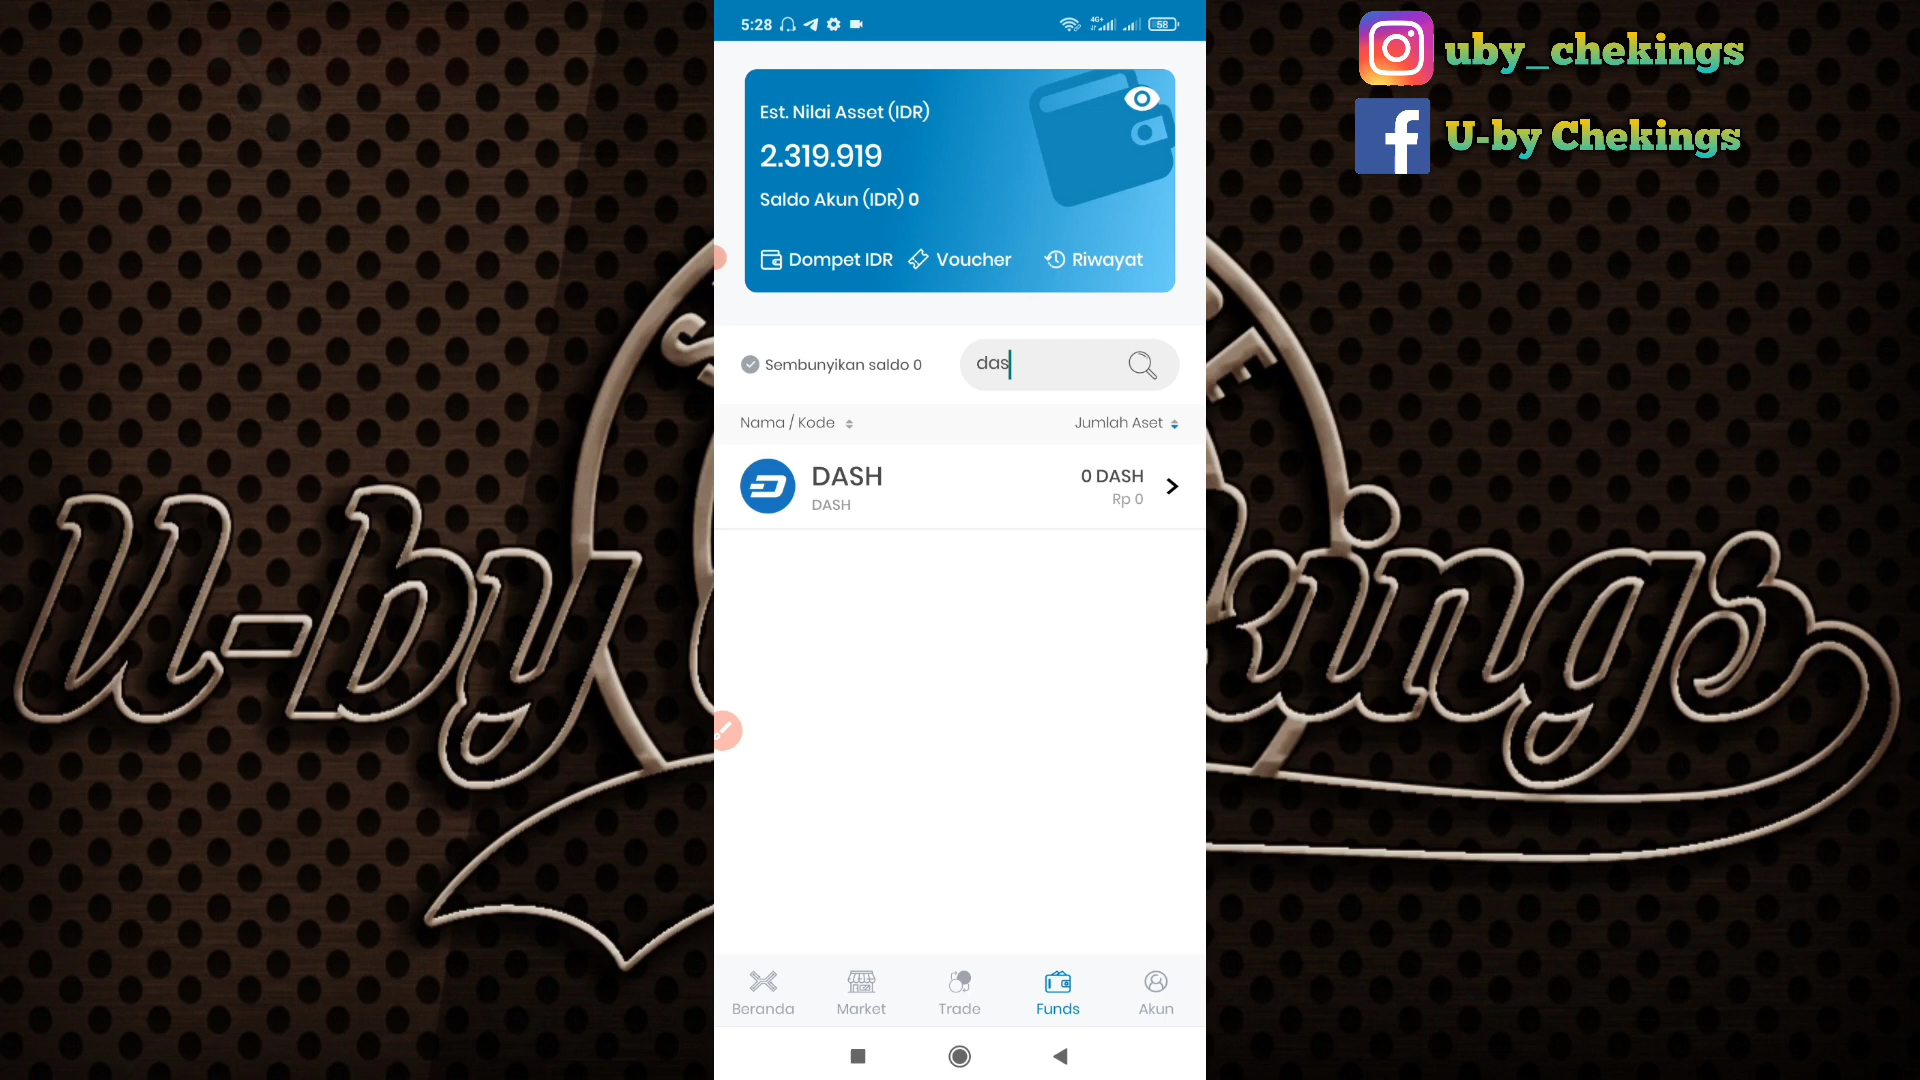 5:28
4G+
58
Est. Nilai Asset (IDR)
2.319.919
Saldo Akun (IDR) 0
Dompet IDR
Voucher
Riwayat
Sembunyikan saldo 0
das
Nama / Kode
Jumlah Aset
DASH
0 DASH
DASH
Rp 0
Beranda
Market
Trade
Funds
Akun
uby_chekings
U-by Chekings
U-by
kings